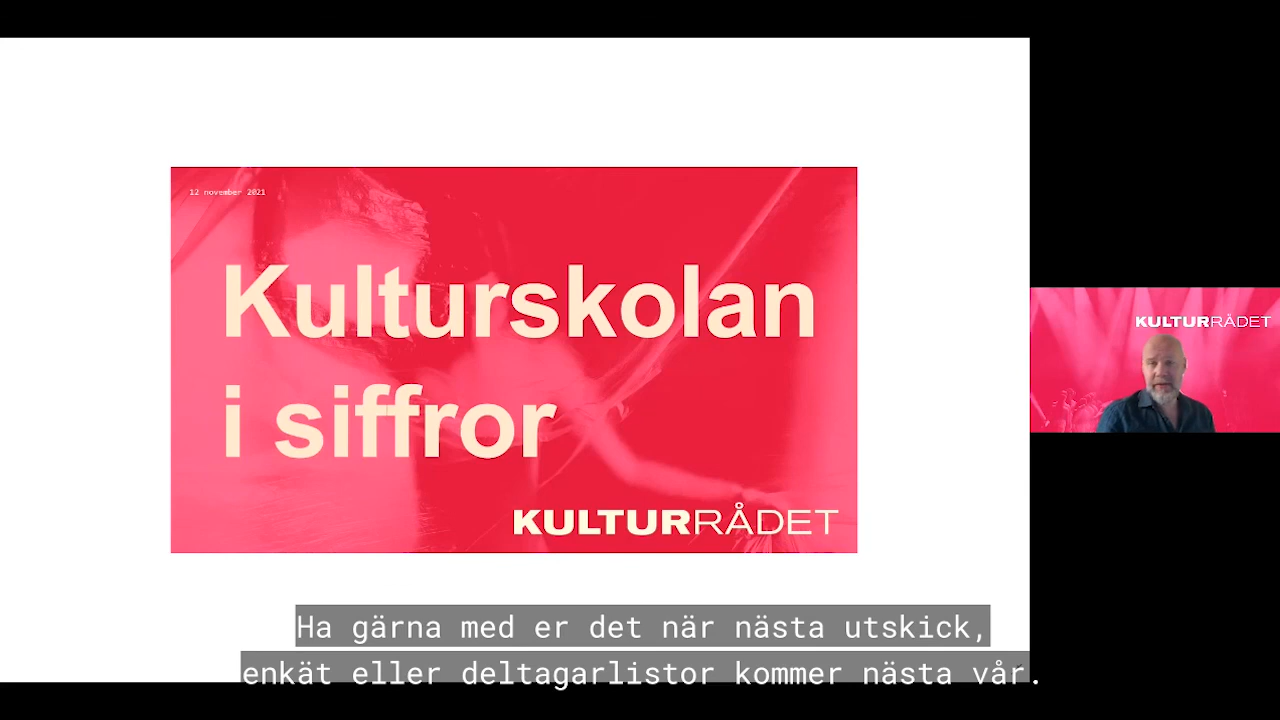 12 november 2021
Kulturskolan
i siffror
KULTURRÅDET
KULTURRÅDET
Ha gärna med er det när nästa utskick,
enkät eller deltagarlistor kommer nästa vår.